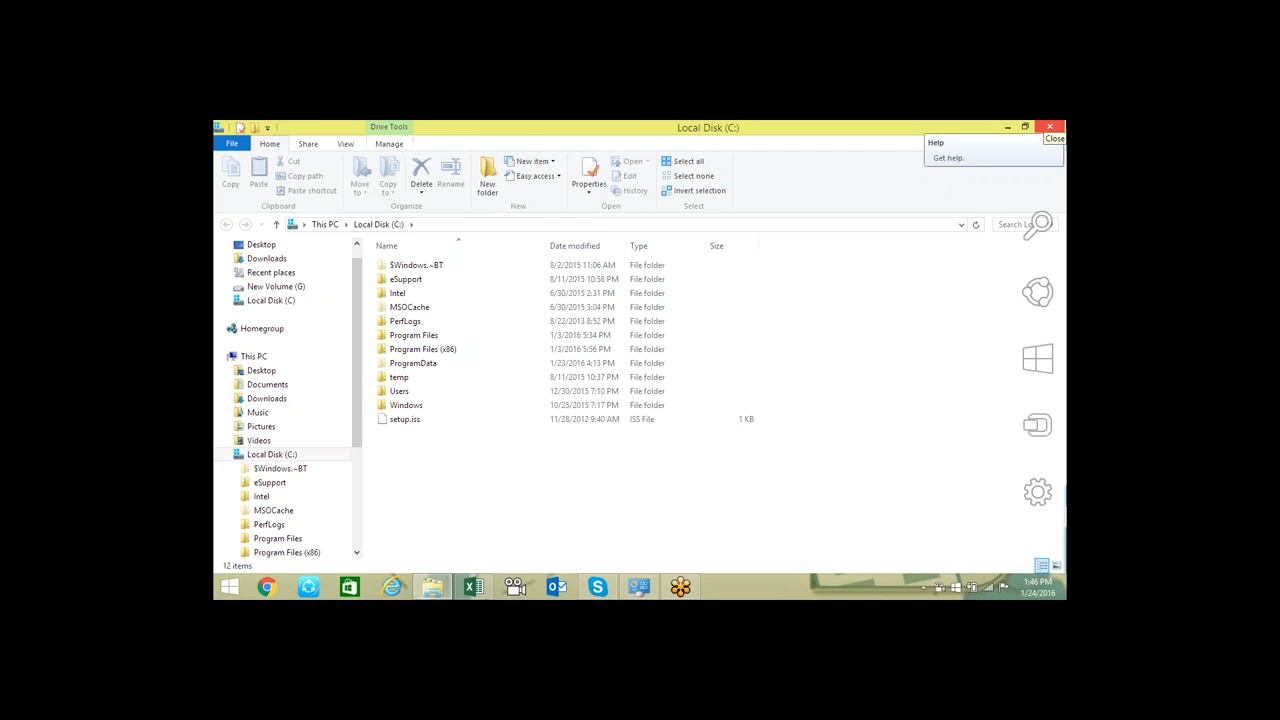 Drive Tools
Local Disk (C:)
Close
File Home Share View Manage
Help
Get help.
Copy
Paste
Cut
Copy path
Paste shortcut
Move to
Copy to
Delete
Rename
New folder
New item
Easy access
Properties
Open
Edit
History
Select all
Select none
Invert selection
Clipboard Organize New Open Select
This PC Local Disk (C:)
Search Lo
Desktop
Downloads
Recent places
New Volume (G)
Local Disk (C)
Homegroup
This PC
Desktop
Documents
Downloads
Music
Pictures
Videos
Local Disk (C:)
$Windows.~BT
eSupport
Intel
MSOCache
PerfLogs
Program Files
Program Files (x86)
Name Date modified Type Size
$Windows.~BT 8/2/2015 11:06 AM File folder
eSupport 8/11/2015 10:58 PM File folder
Intel 6/30/2015 2:31 PM File folder
MSOCache 6/30/2015 3:04 PM File folder
PerfLogs 8/22/2013 8:52 PM File folder
Program Files 1/3/2016 5:34 PM File folder
Program Files (x86) 1/3/2016 5:56 PM File folder
ProgramData 1/23/2016 4:13 PM File folder
temp 8/11/2015 10:37 PM File folder
Users 12/30/2015 7:10 PM File folder
Windows 10/25/2015 7:17 PM File folder
setup.iss 11/28/2012 9:40 AM ISS File 1 KB
12 items
1:46 PM
1/24/2016